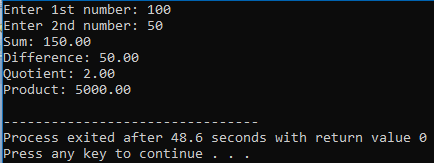 Enter 1st number: 100
Enter 2nd number: 50
Sum: 150.00
Difference: 50.00
Quotient: 2.00
Product: 5000.00
--------------------------------
Process exited after 48.6 seconds with return value 0
Press any key to continue . . .